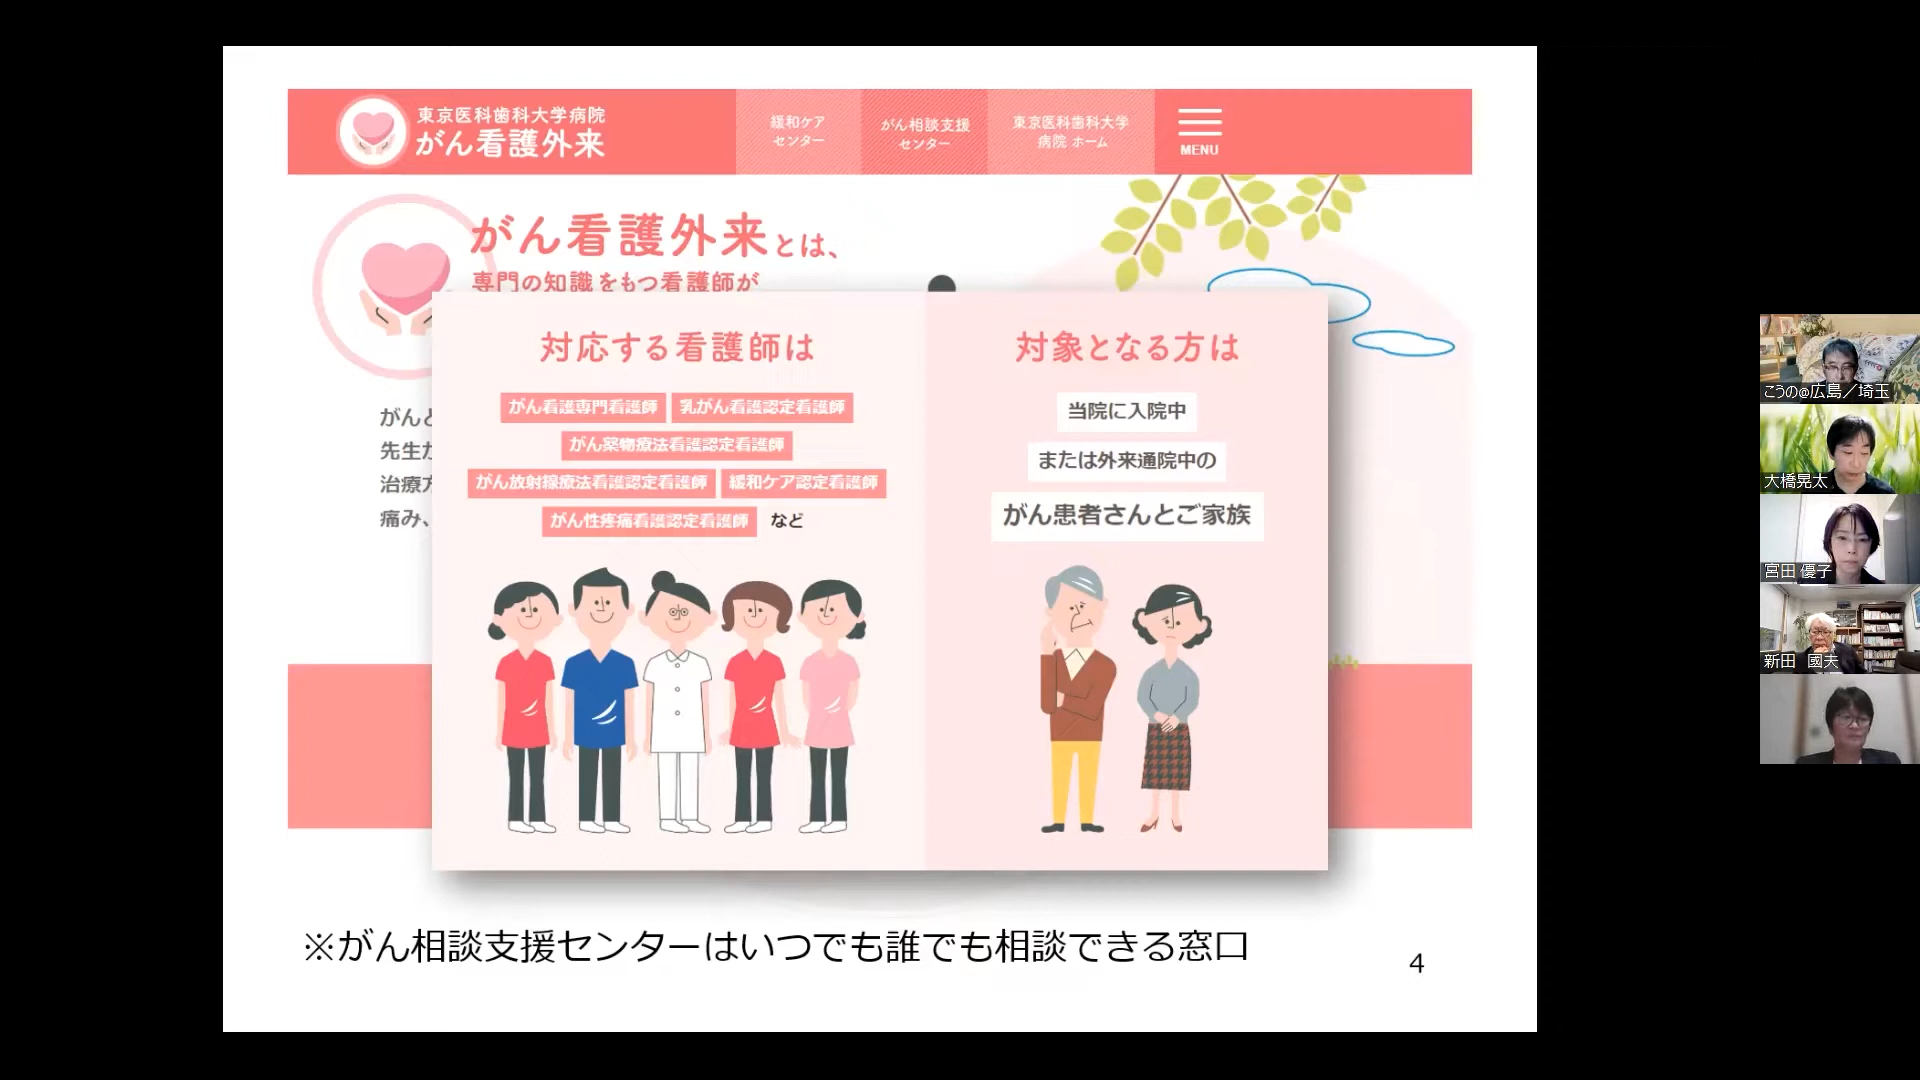 東京医科歯科大学病院
がん看護外来
緩和ケア
センター
がん相談支援
センター
東京医科歯科大学
病院 ホーム
MENU
がん看護外来とは、
専門の知識をもつ看護師が
がんと
先生が
治療方
痛み、
対応する看護師は
がん看護専門看護師 乳がん看護認定看護師
がん薬物療法看護認定看護師
がん放射線療法看護認定看護師 緩和ケア認定看護師
がん性疼痛看護認定看護師 など
対象となる方は
当院に入院中
または外来通院中の
がん患者さんとご家族
※がん相談支援センターはいつでも誰でも相談できる窓口
4
こうの@広島／埼玉
大橋晃太
宮田 優子
新田 國夫